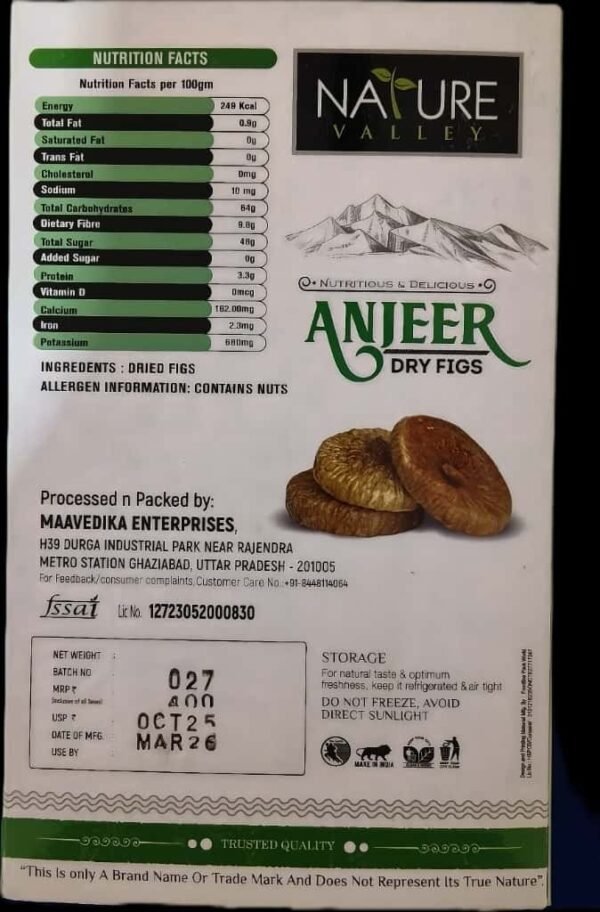 NUTRITION FACTS
Nutrition Facts per 100gm
Energy 249 Kcal
Total Fat 0.9g
Saturated Fat 0g
Trans Fat 0g
Cholesterol 0mg
Sodium 10 mg
Total Carbohydrates 64g
Dietary Fibre 9.8g
Total Sugar 48g
Added Sugar 0g
Protein 3.3g
Vitamin D 0mcg
Calcium 162.00mg
Iron 2.3mg
Potassium 680mg
INGREDENTS : DRIED FIGS
ALLERGEN INFORMATION: CONTAINS NUTS
NATURE
VALLEY
NUTRITIOUS & DELICIOUS
ANJEER
DRY FIGS
Processed n Packed by:
MAAVEDIKA ENTERPRISES,
H39 DURGA INDUSTRIAL PARK NEAR RAJENDRA
METRO STATION GHAZIABAD, UTTAR PRADESH - 201005
For Feedback/consumer complaints, Customer Care No.:+91-8448114064
fssai Lic No. 12723052000830
NET WEIGHT :
BATCH NO 027
MRP ₹ 400
(Inclusive of all Taxes)
USP ₹ OCT25
DATE OF MFG. MAR26
USE BY
STORAGE
For natural taste & optimum
freshness, keep it refrigerated & air tight
DO NOT FREEZE, AVOID
DIRECT SUNLIGHT
MAKE IN INDIA
TRUSTED QUALITY
"This Is only A Brand Name Or Trade Mark And Does Not Represent Its True Nature".